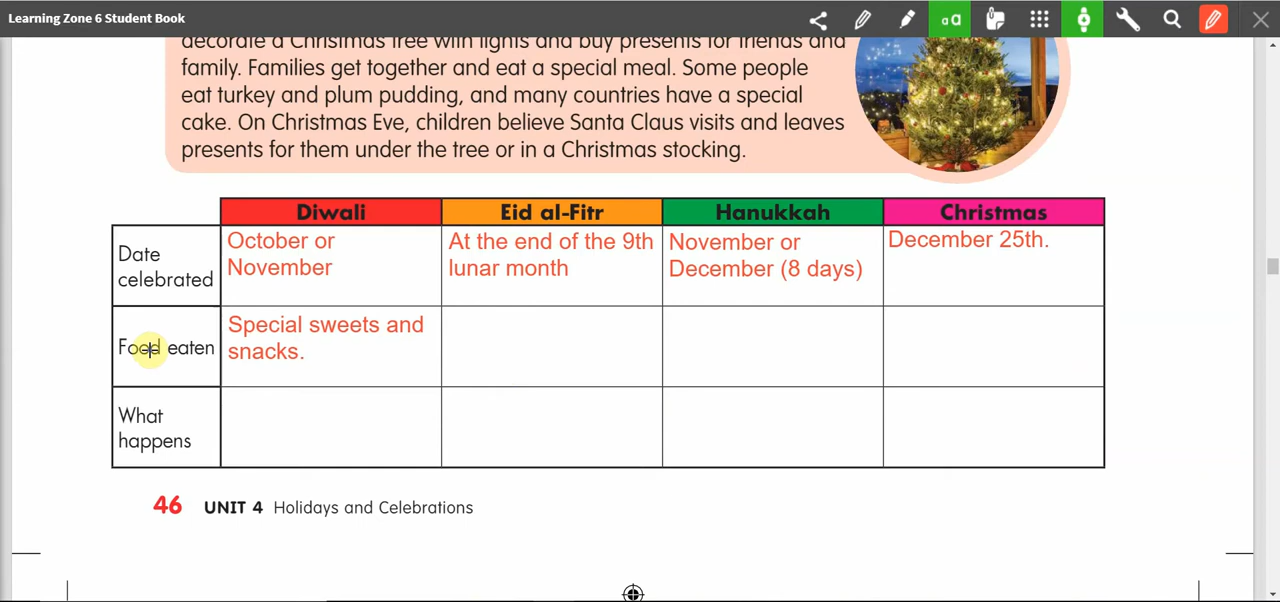 Learning Zone 6 Student Book
aA
decorate a Christmas tree with lights and buy presents for friends and
family. Families get together and eat a special meal. Some people
eat turkey and plum pudding, and many countries have a special
cake. On Christmas Eve, children believe Santa Claus visits and leaves
presents for them under the tree or in a Christmas stocking.
Diwali Eid al-Fitr Hanukkah Christmas
Date
celebrated
October or
November
At the end of the 9th
lunar month
November or
December (8 days)
December 25th.
Food eaten
Special sweets and
snacks.
What
happens
46 UNIT 4 Holidays and Celebrations